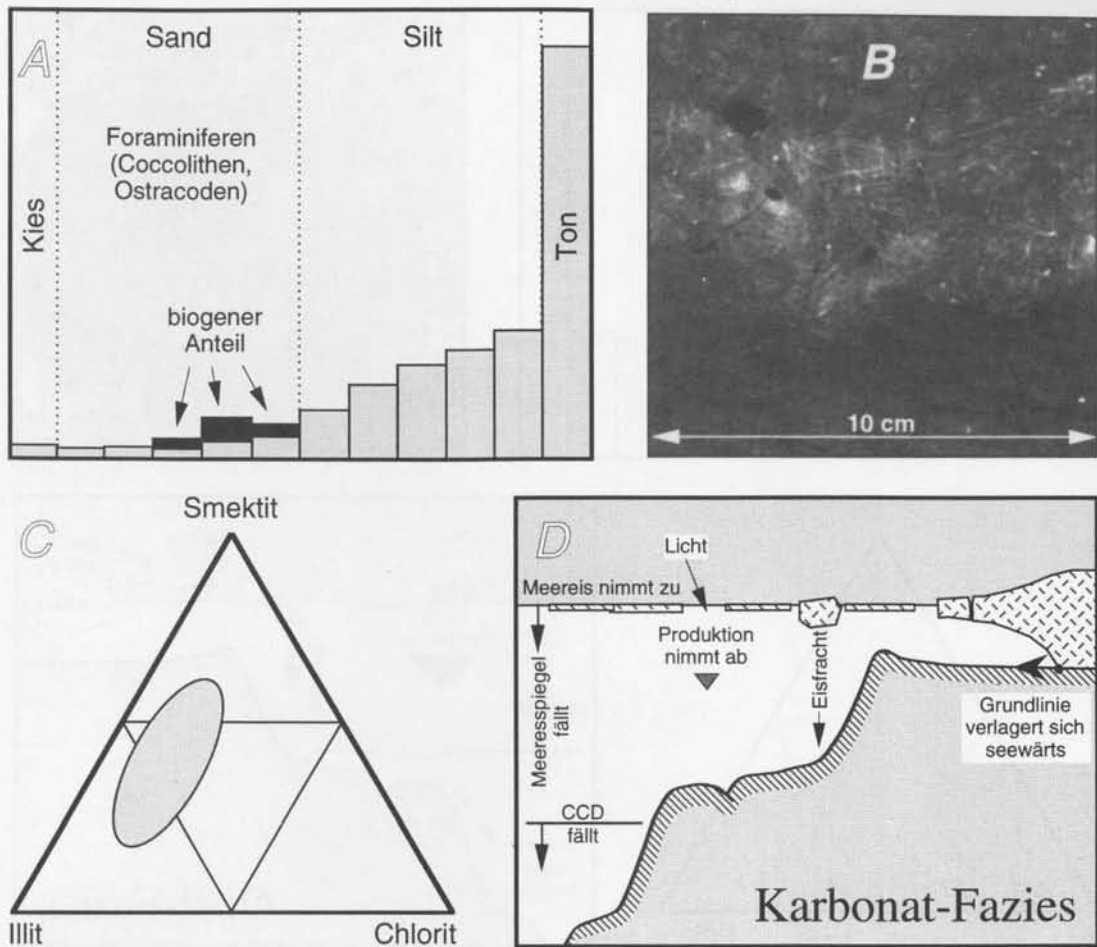 A
Sand
Silt
Kies
Foraminiferen
(Coccolithen,
Ostracoden)
biogener
Anteil
Ton
B
10 cm
C
Smektit
Illit
Chlorit
D
Licht
Meereis nimmt zu
Produktion
nimmt ab
Meeresspiegel
fällt
Eisfracht
Grundlinie
verlagert sich
seewärts
CCD
fällt
Karbonat-Fazies